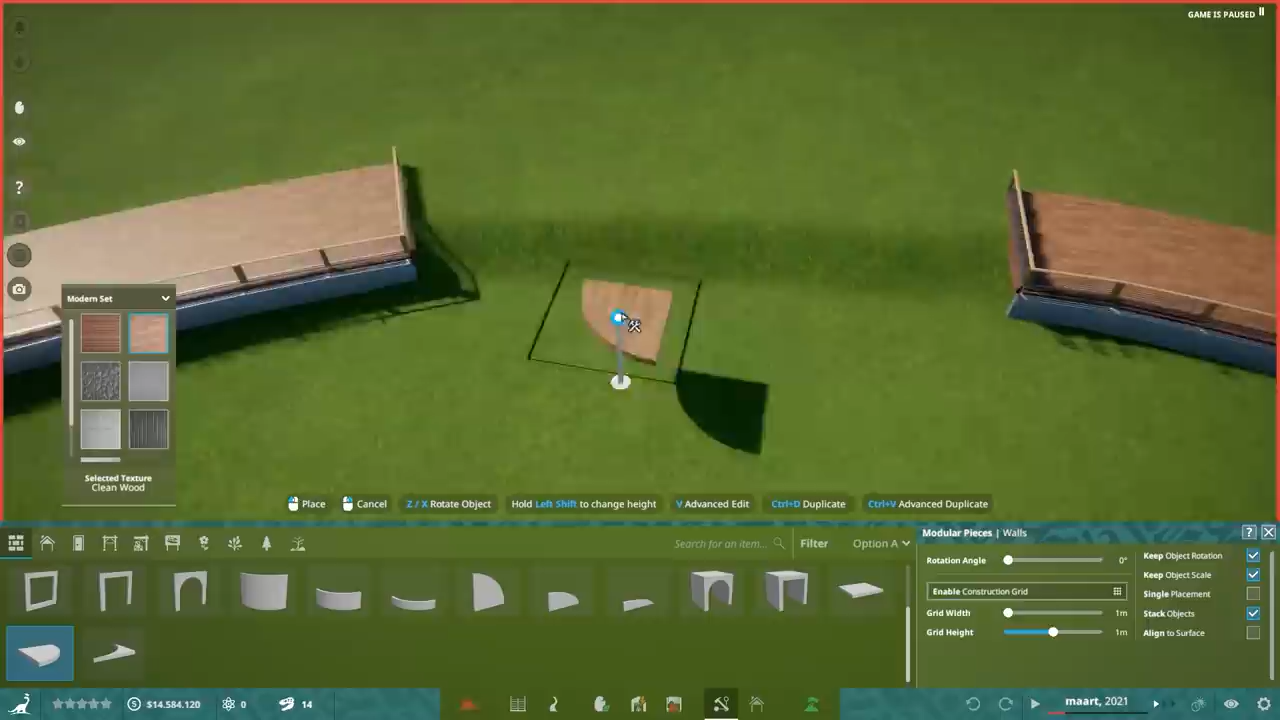 GAME IS PAUSED
?
Modern Set
Selected Texture
Clean Wood
Place
Cancel
Z / X Rotate Object
Hold Left Shift to change height
V Advanced Edit
Ctrl+D Duplicate
Ctrl+V Advanced Duplicate
Search for an item...
Filter
Option A
Modular Pieces | Walls
?
Rotation Angle
0°
Enable Construction Grid
Grid Width
1m
Grid Height
1m
Keep Object Rotation
Keep Object Scale
Single Placement
Stack Objects
Align to Surface
$14.584.120
0
14
maart, 2021